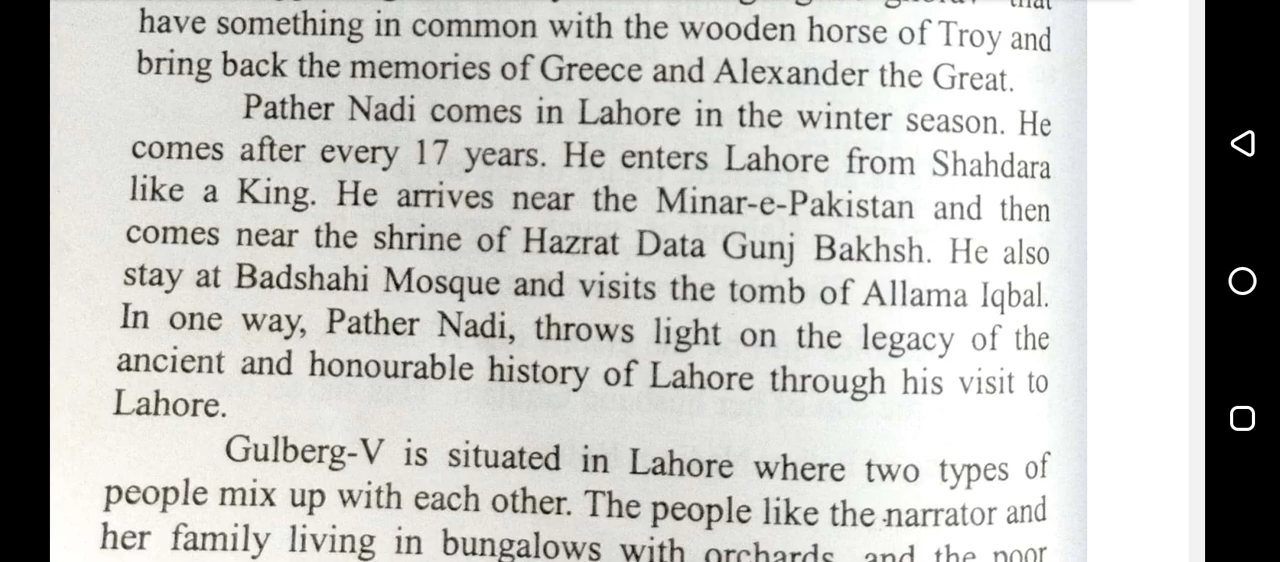 that
have something in common with the wooden horse of Troy and
bring back the memories of Greece and Alexander the Great.
Pather Nadi comes in Lahore in the winter season. He
comes after every 17 years. He enters Lahore from Shahdara
like a King. He arrives near the Minar-e-Pakistan and then
comes near the shrine of Hazrat Data Gunj Bakhsh. He also
stay at Badshahi Mosque and visits the tomb of Allama Iqbal.
In one way, Pather Nadi, throws light on the legacy of the
ancient and honourable history of Lahore through his visit to
Lahore.
Gulberg-V is situated in Lahore where two types of
people mix up with each other. The people like the narrator and
her family living in bungalows with orchards, and the poor